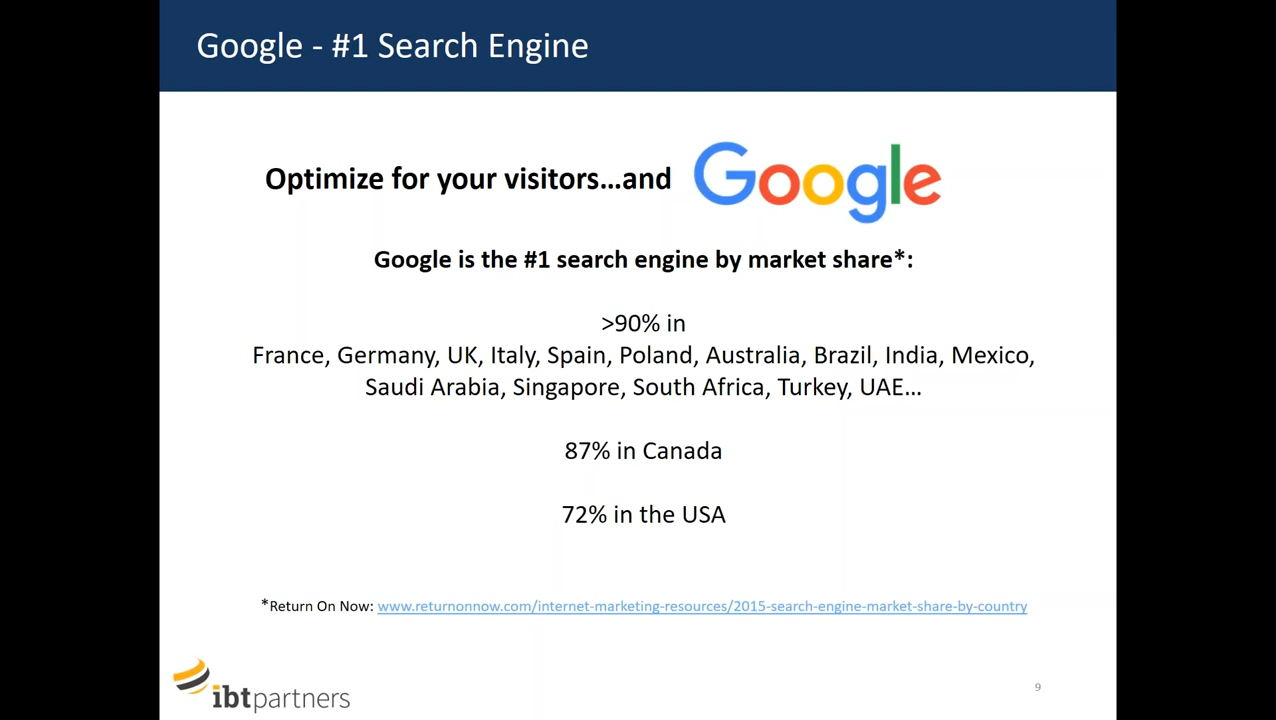 Google - #1 Search Engine
Optimize for your visitors...and Google
Google is the #1 search engine by market share*:
>90% in
France, Germany, UK, Italy, Spain, Poland, Australia, Brazil, India, Mexico,
Saudi Arabia, Singapore, South Africa, Turkey, UAE...
87% in Canada
72% in the USA
*Return On Now: www.returnonnow.com/internet-marketing-resources/2015-search-engine-market-share-by-country
ibtpartners
9